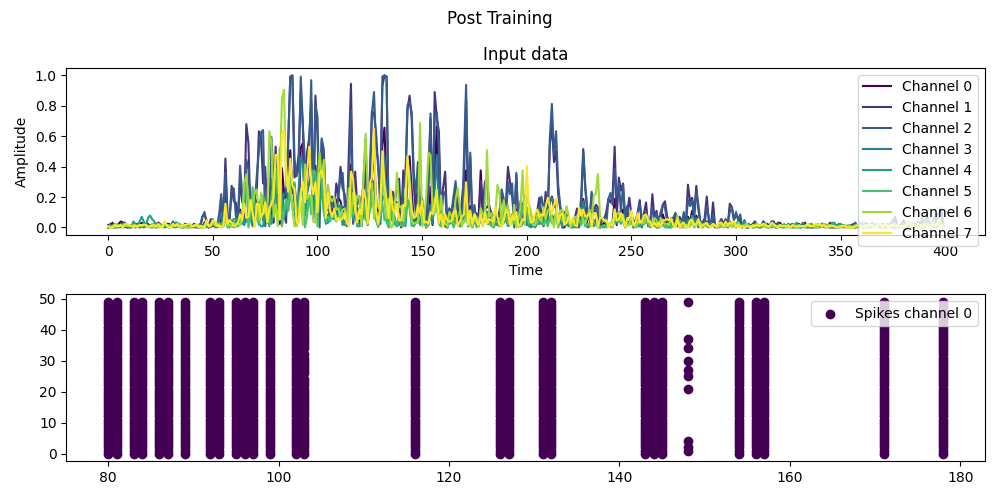 Post Training
Input data
Amplitude
1.0
0.8
0.6
0.4
0.2
0.0
Channel 0
Channel 1
Channel 2
Channel 3
Channel 4
Channel 5
Channel 6
Channel 7
0 50 100 150 200 250 300 350 400
Time
50
40
30
20
10
0
Spikes channel 0
80 100 120 140 160 180